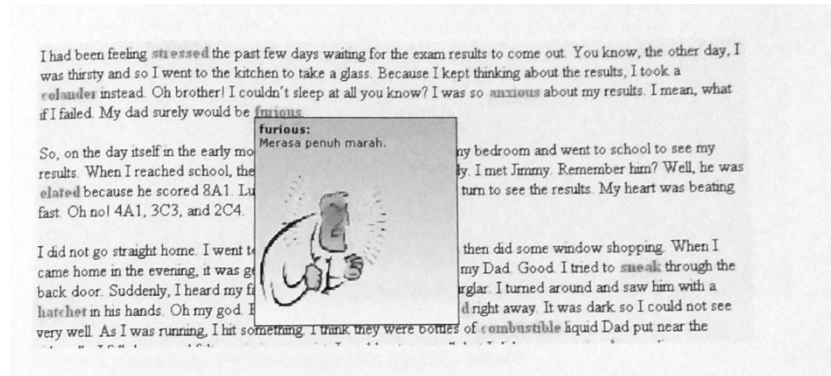 I had been feeling stressed the past few days waiting for the exam results to come out. You know, the other day, I
was thirsty and so I went to the kitchen to take a glass. Because I kept thinking about the results, I took a
colander instead. Oh brother! I couldn't sleep at all you know? I was so anxious about my results. I mean, what
if I failed. My dad surely would be furious.
furious:
Merasa penuh marah.
So, on the day itself in the early mo ny bedroom and went to school to see my
results. When I reached school, the ly. I met Jimmy. Remember him? Well, he was
elated because he scored 8A1. Lu turn to see the results. My heart was beating
fast. Oh no! 4A1, 3C3, and 2C4.
I did not go straight home. I went t then did some window shopping. When I
came home in the evening, it was g my Dad. Good. I tried to sneak through the
back door. Suddenly, I heard my f rglar. I turned around and saw him with a
hatchet in his hands. Oh my god. I d right away. It was dark so I could not see
very well. As I was running, I hit something. I think they were bottles of combustible liquid Dad put near the